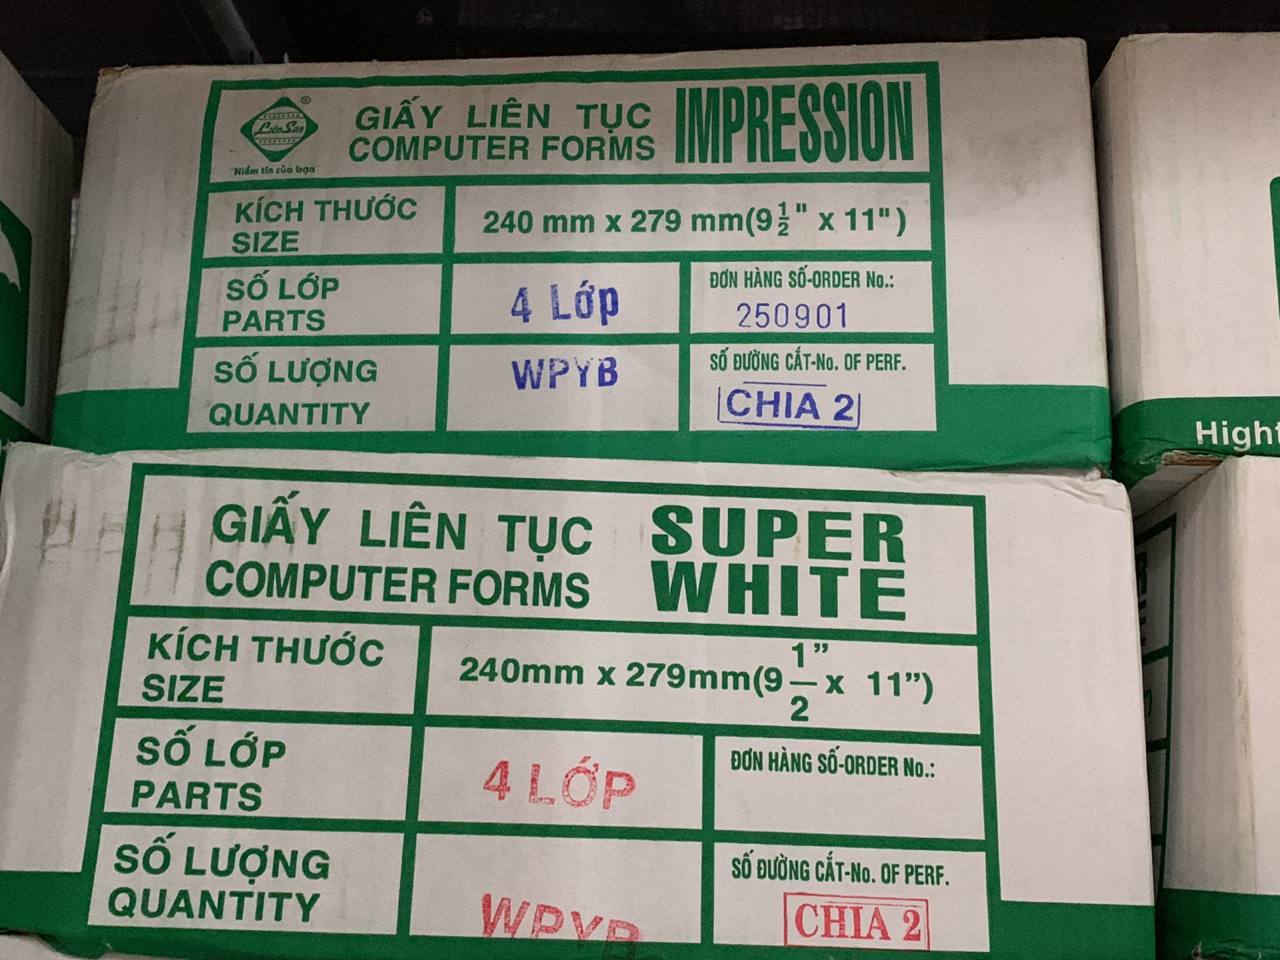 Liên Sơn
®
Niềm tin của bạn
GIẤY LIÊN TỤC
COMPUTER FORMS
IMPRESSION
KÍCH THƯỚC
SIZE
240 mm x 279 mm(9 1/2" x 11")
SỐ LỚP
PARTS
4 Lớp
ĐƠN HÀNG SỐ-ORDER No.:
250901
SỐ LƯỢNG
QUANTITY
WPYB
SỐ ĐƯỜNG CẮT-No. OF PERF.
CHIA 2
Hight
GIẤY LIÊN TỤC
COMPUTER FORMS
SUPER
WHITE
KÍCH THƯỚC
SIZE
240mm x 279mm(9 1/2” x 11”)
SỐ LỚP
PARTS
4 LỚP
ĐƠN HÀNG SỐ-ORDER No.:
SỐ LƯỢNG
QUANTITY
WPYB
SỐ ĐƯỜNG CẮT-No. OF PERF.
CHIA 2